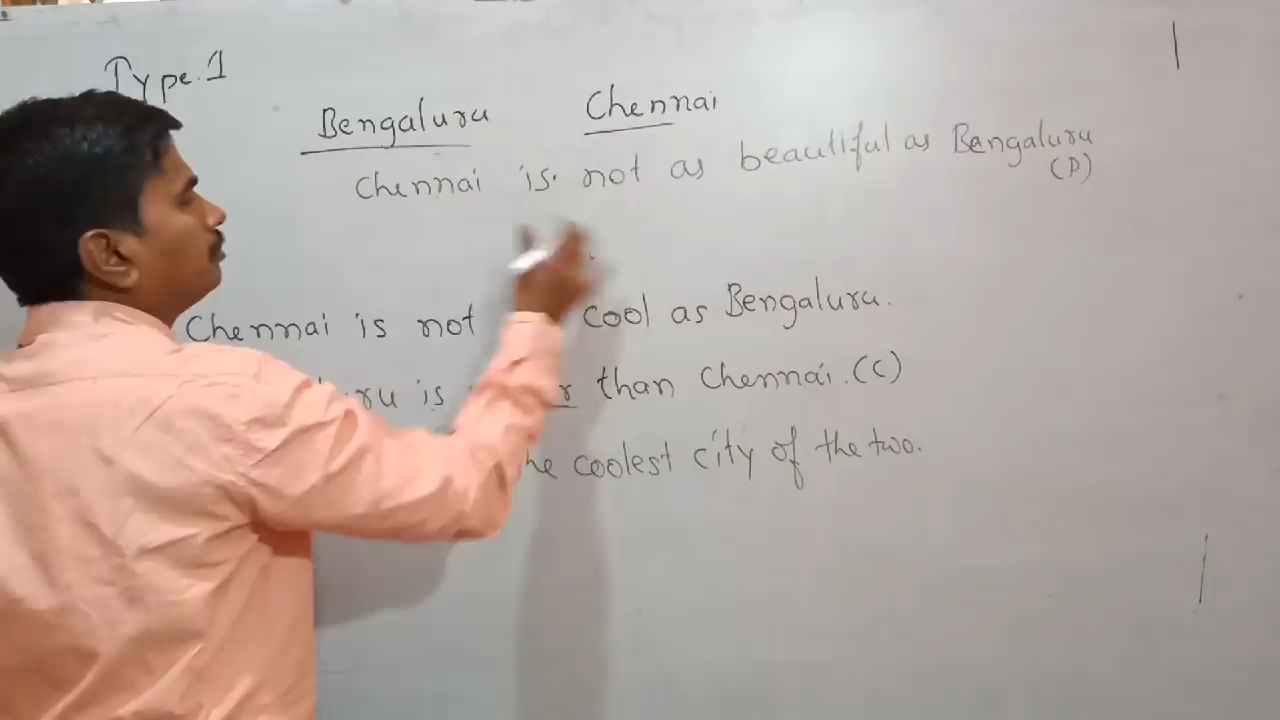 Type.1
Bengaluru Chennai
Chennai is not as beautiful as Bengaluru
(P)
Chennai is not cool as Bengaluru.
is than Chennai. (C)
coolest city of the two.